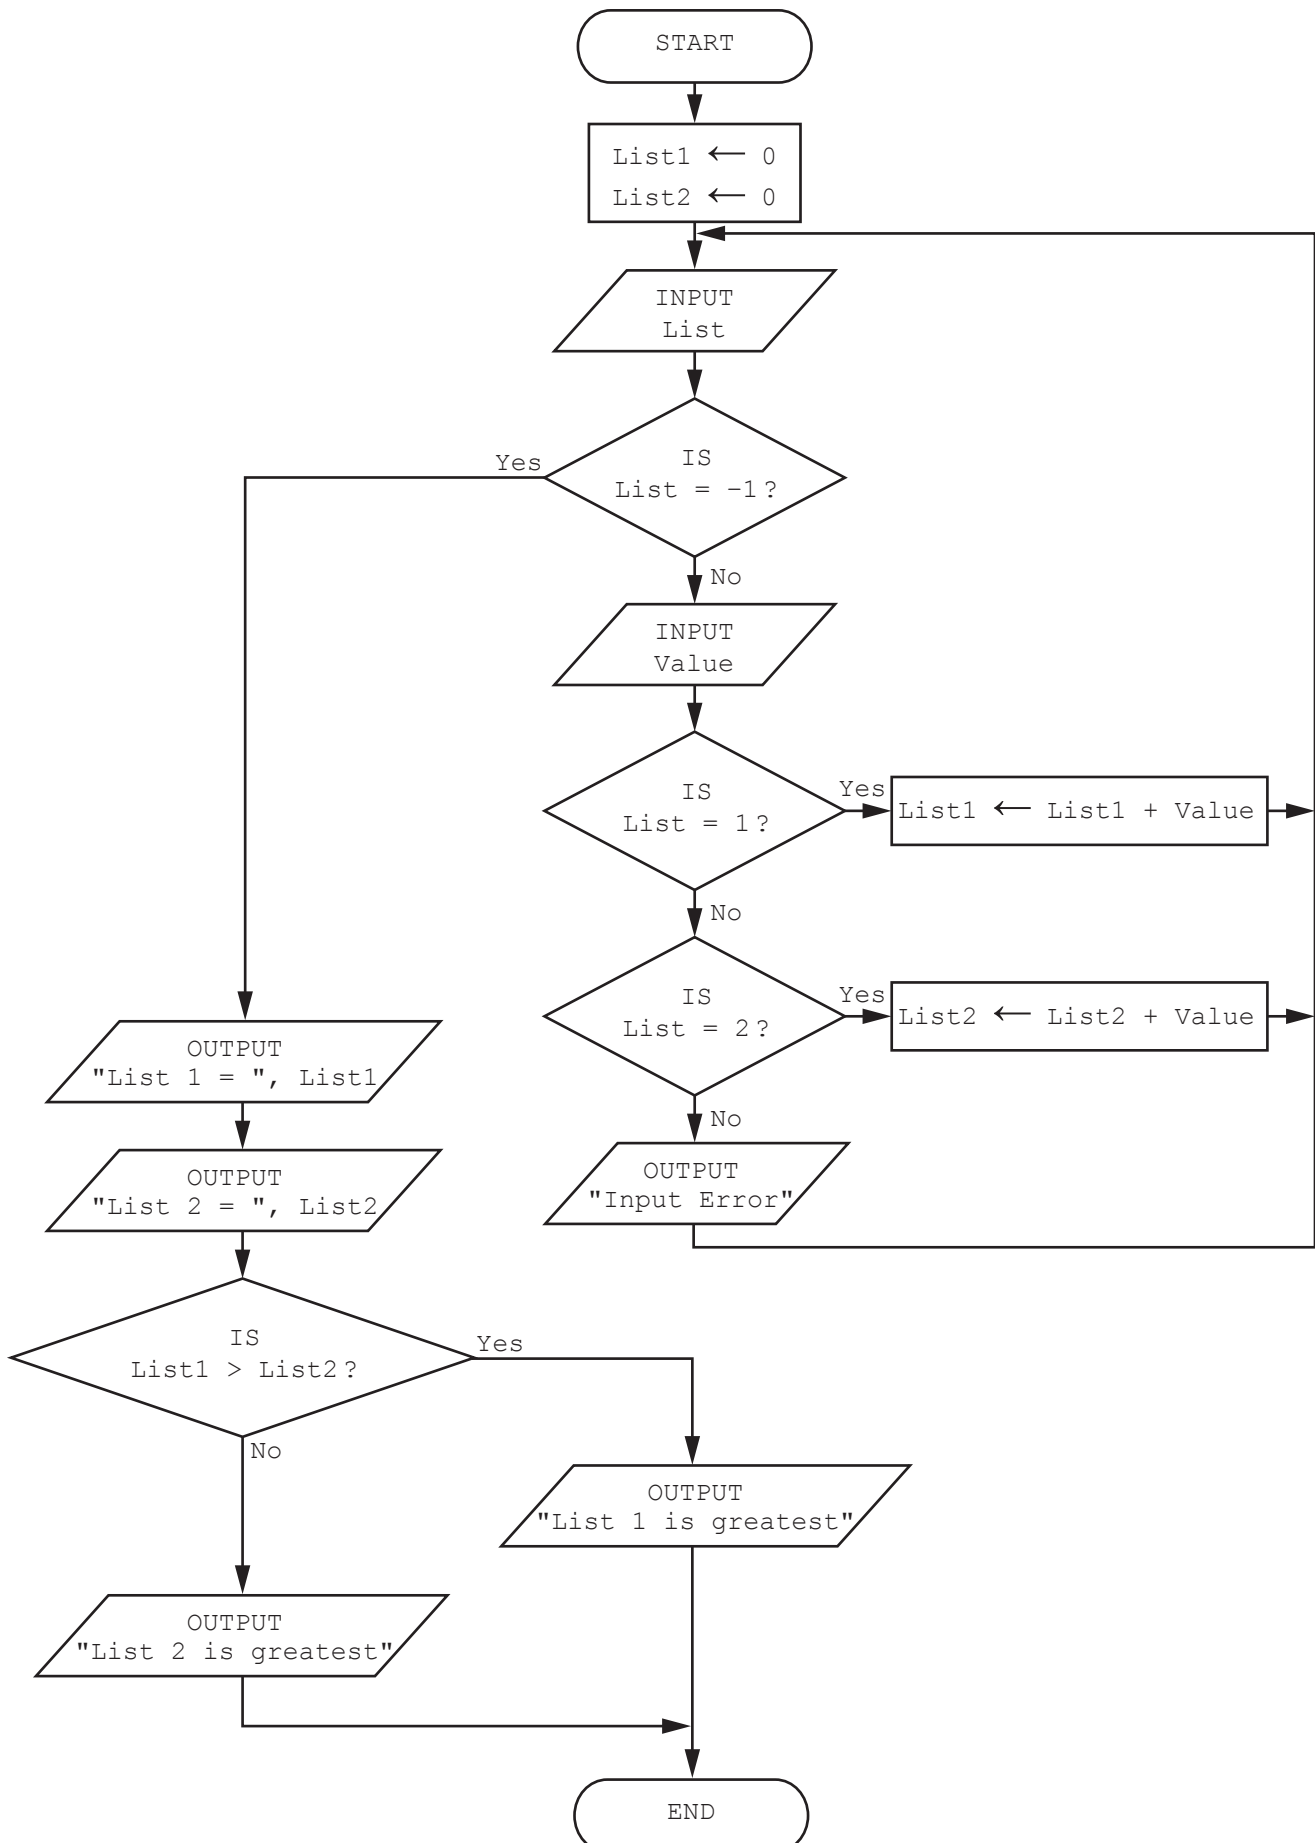 START
List1 ← 0
List2 ← 0
INPUT
List
IS
List = –1?
Yes
No
INPUT
Value
IS
List = 1?
Yes
List1 ← List1 + Value
No
IS
List = 2?
Yes
List2 ← List2 + Value
No
OUTPUT
"Input Error"
OUTPUT
"List 1 = ", List1
OUTPUT
"List 2 = ", List2
IS
List1 > List2?
Yes
No
OUTPUT
"List 1 is greatest"
OUTPUT
"List 2 is greatest"
END